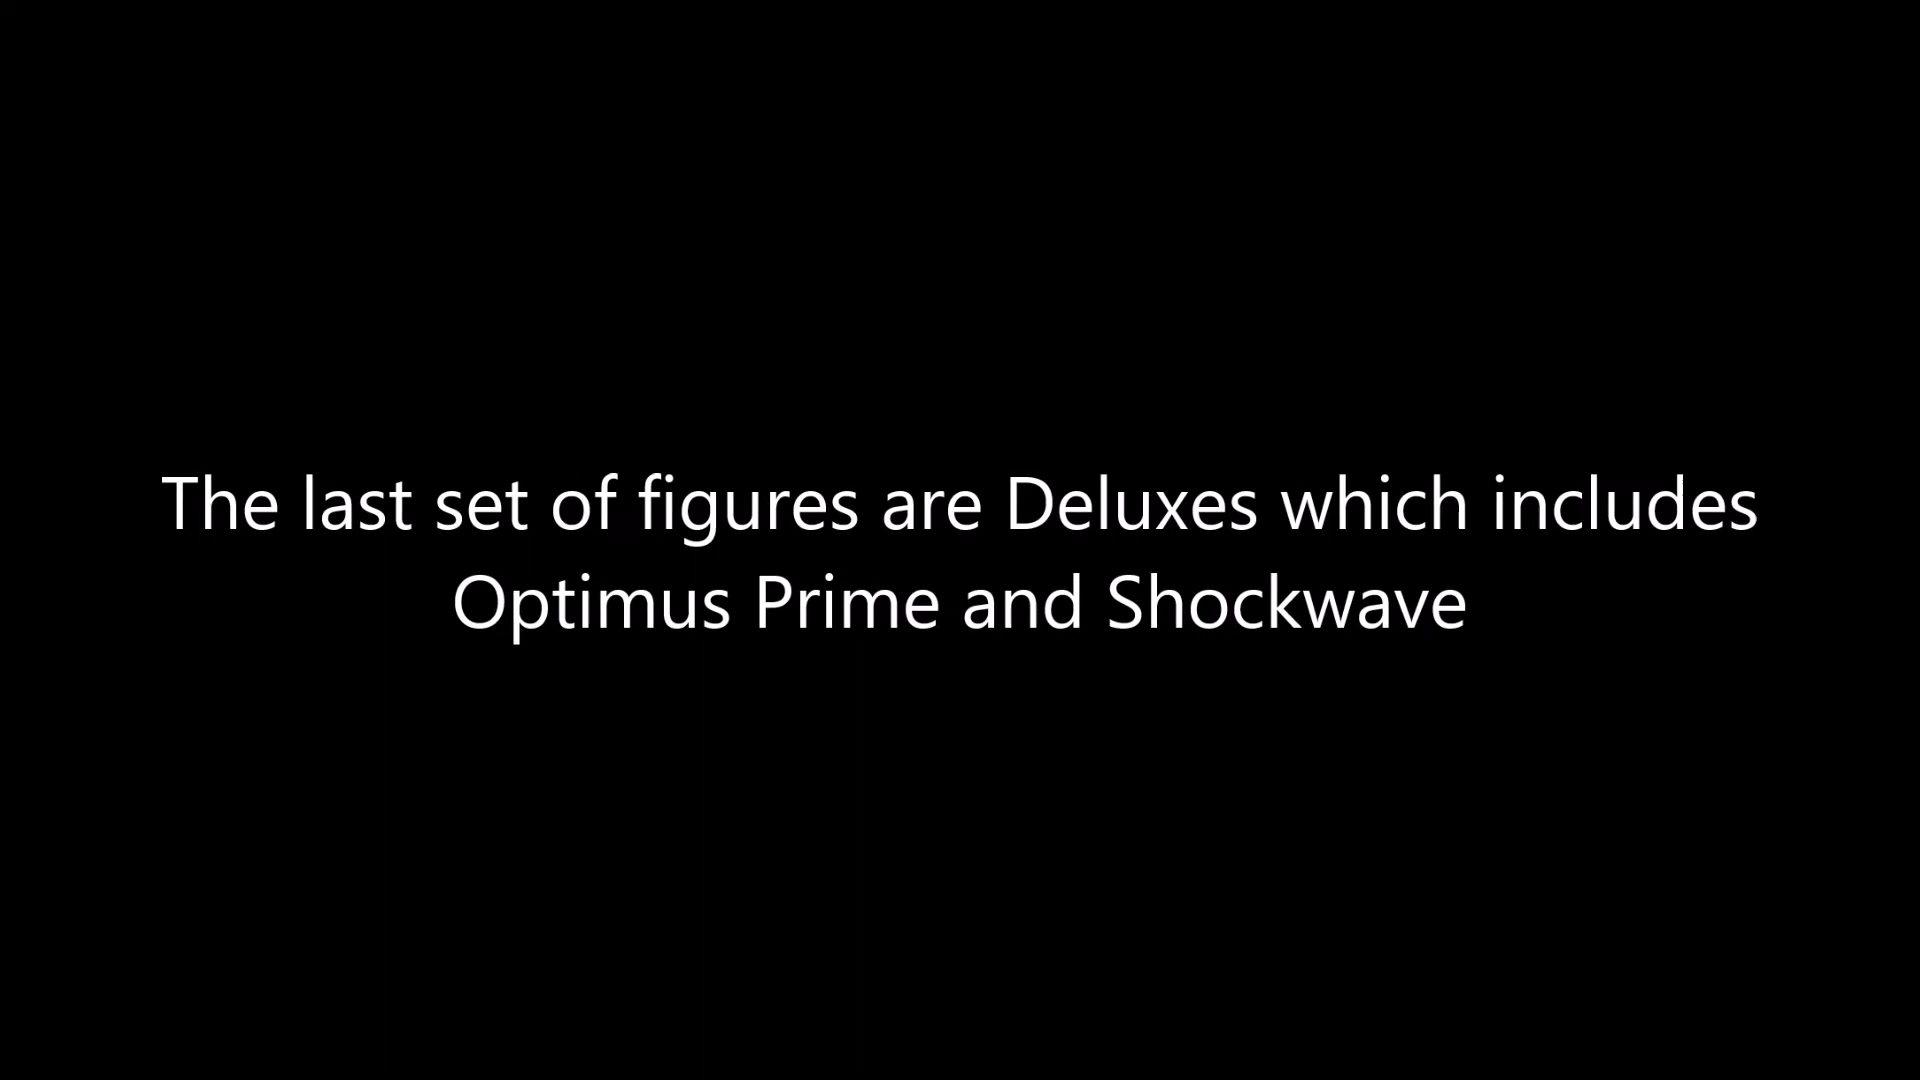 The last set of figures are Deluxes which includes
Optimus Prime and Shockwave